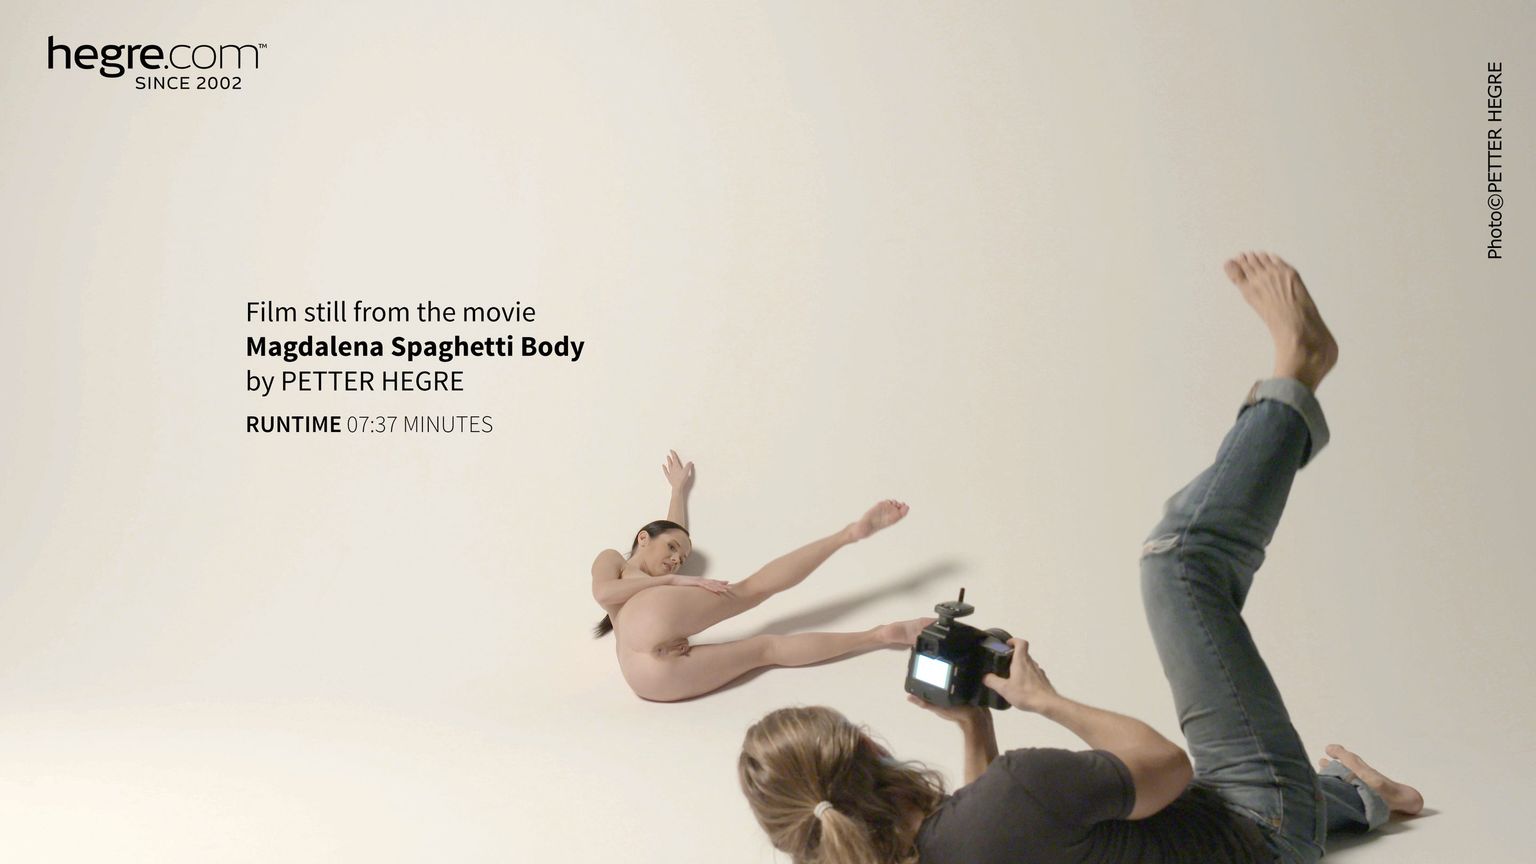 hegre.com™
SINCE 2002
Photo©PETTER HEGRE
Film still from the movie
Magdalena Spaghetti Body
by PETTER HEGRE
RUNTIME 07:37 MINUTES